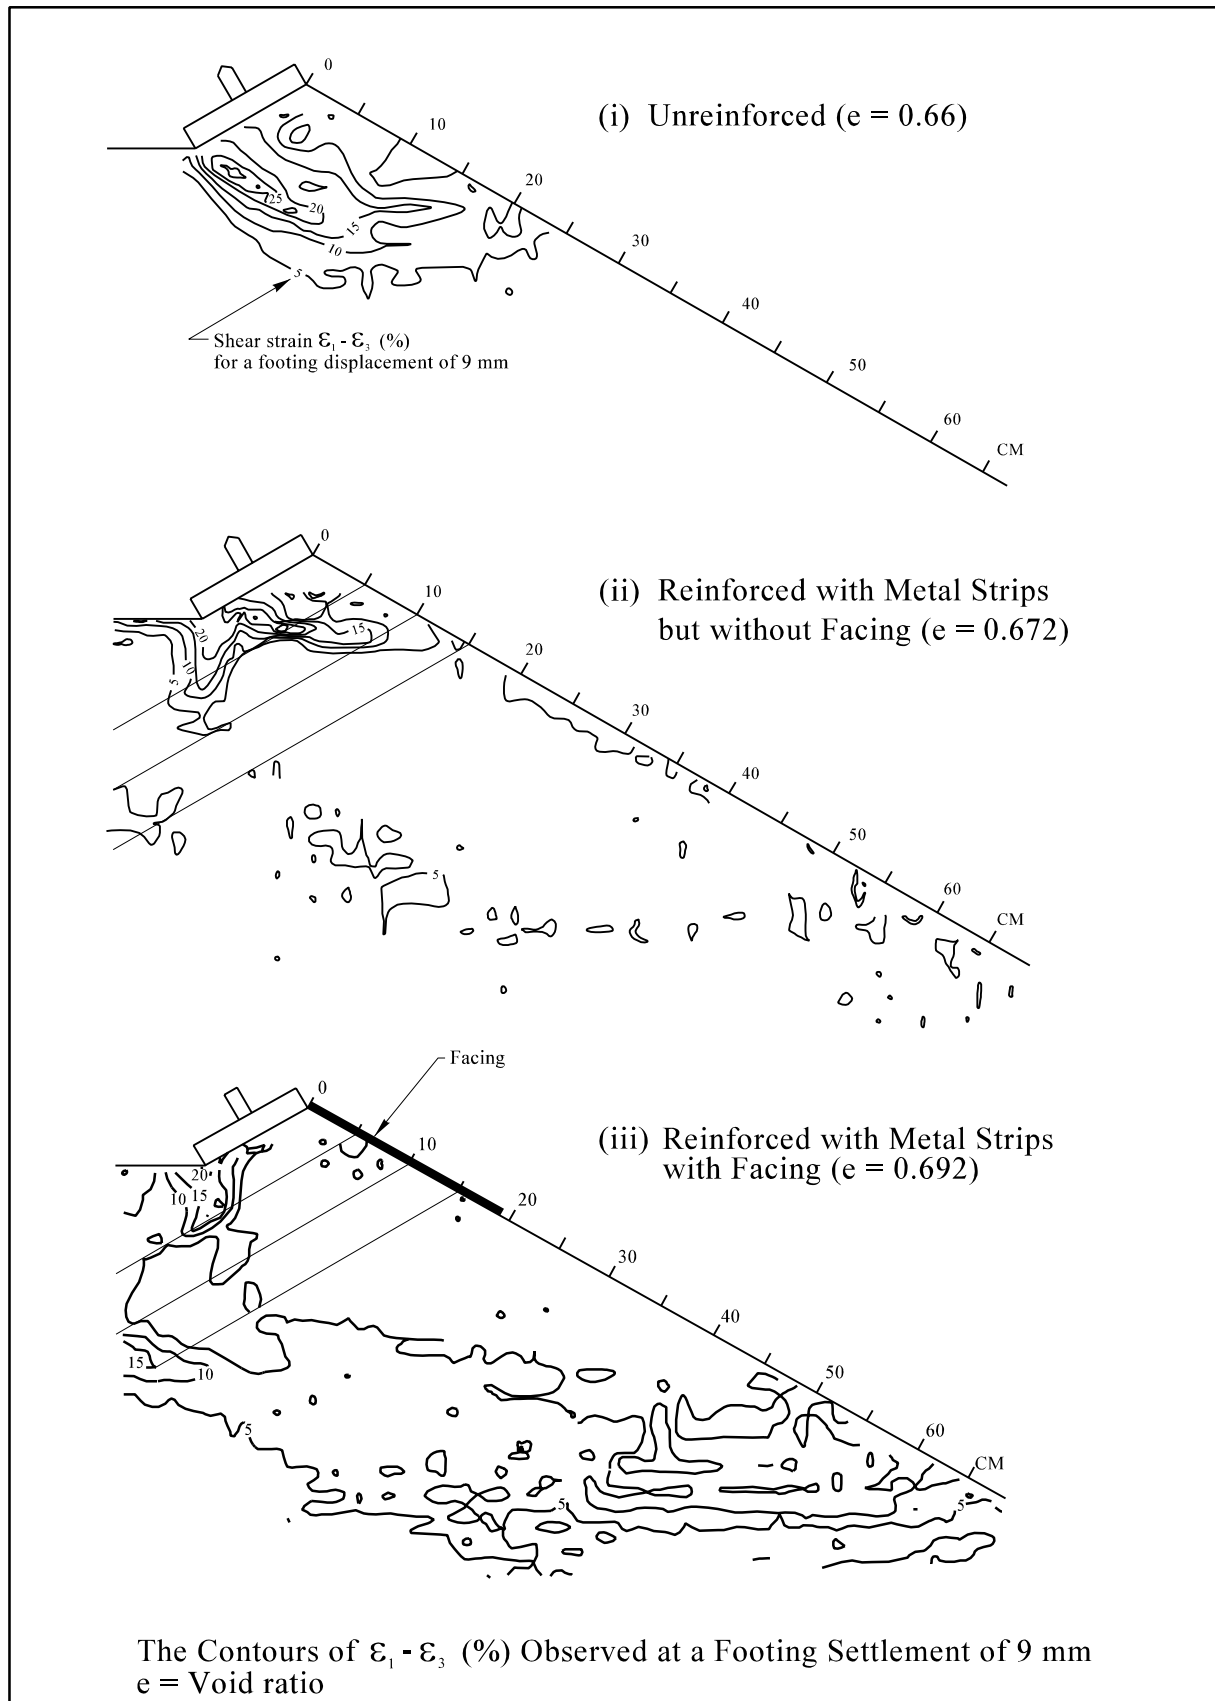 0
(i) Unreinforced (e = 0.66)
10
20
25
20
15
10
5
30
40
50
60
CM
Shear strain ε₁ - ε₃ (%)
for a footing displacement of 9 mm
0
(ii) Reinforced with Metal Strips
but without Facing (e = 0.672)
10
20
15
10
5
20
30
40
50
5
60
CM
Facing
0
(iii) Reinforced with Metal Strips
with Facing (e = 0.692)
10
20
10 15
20
30
40
15
10
50
5
60
CM
5
5
The Contours of ε₁ - ε₃ (%) Observed at a Footing Settlement of 9 mm
e = Void ratio